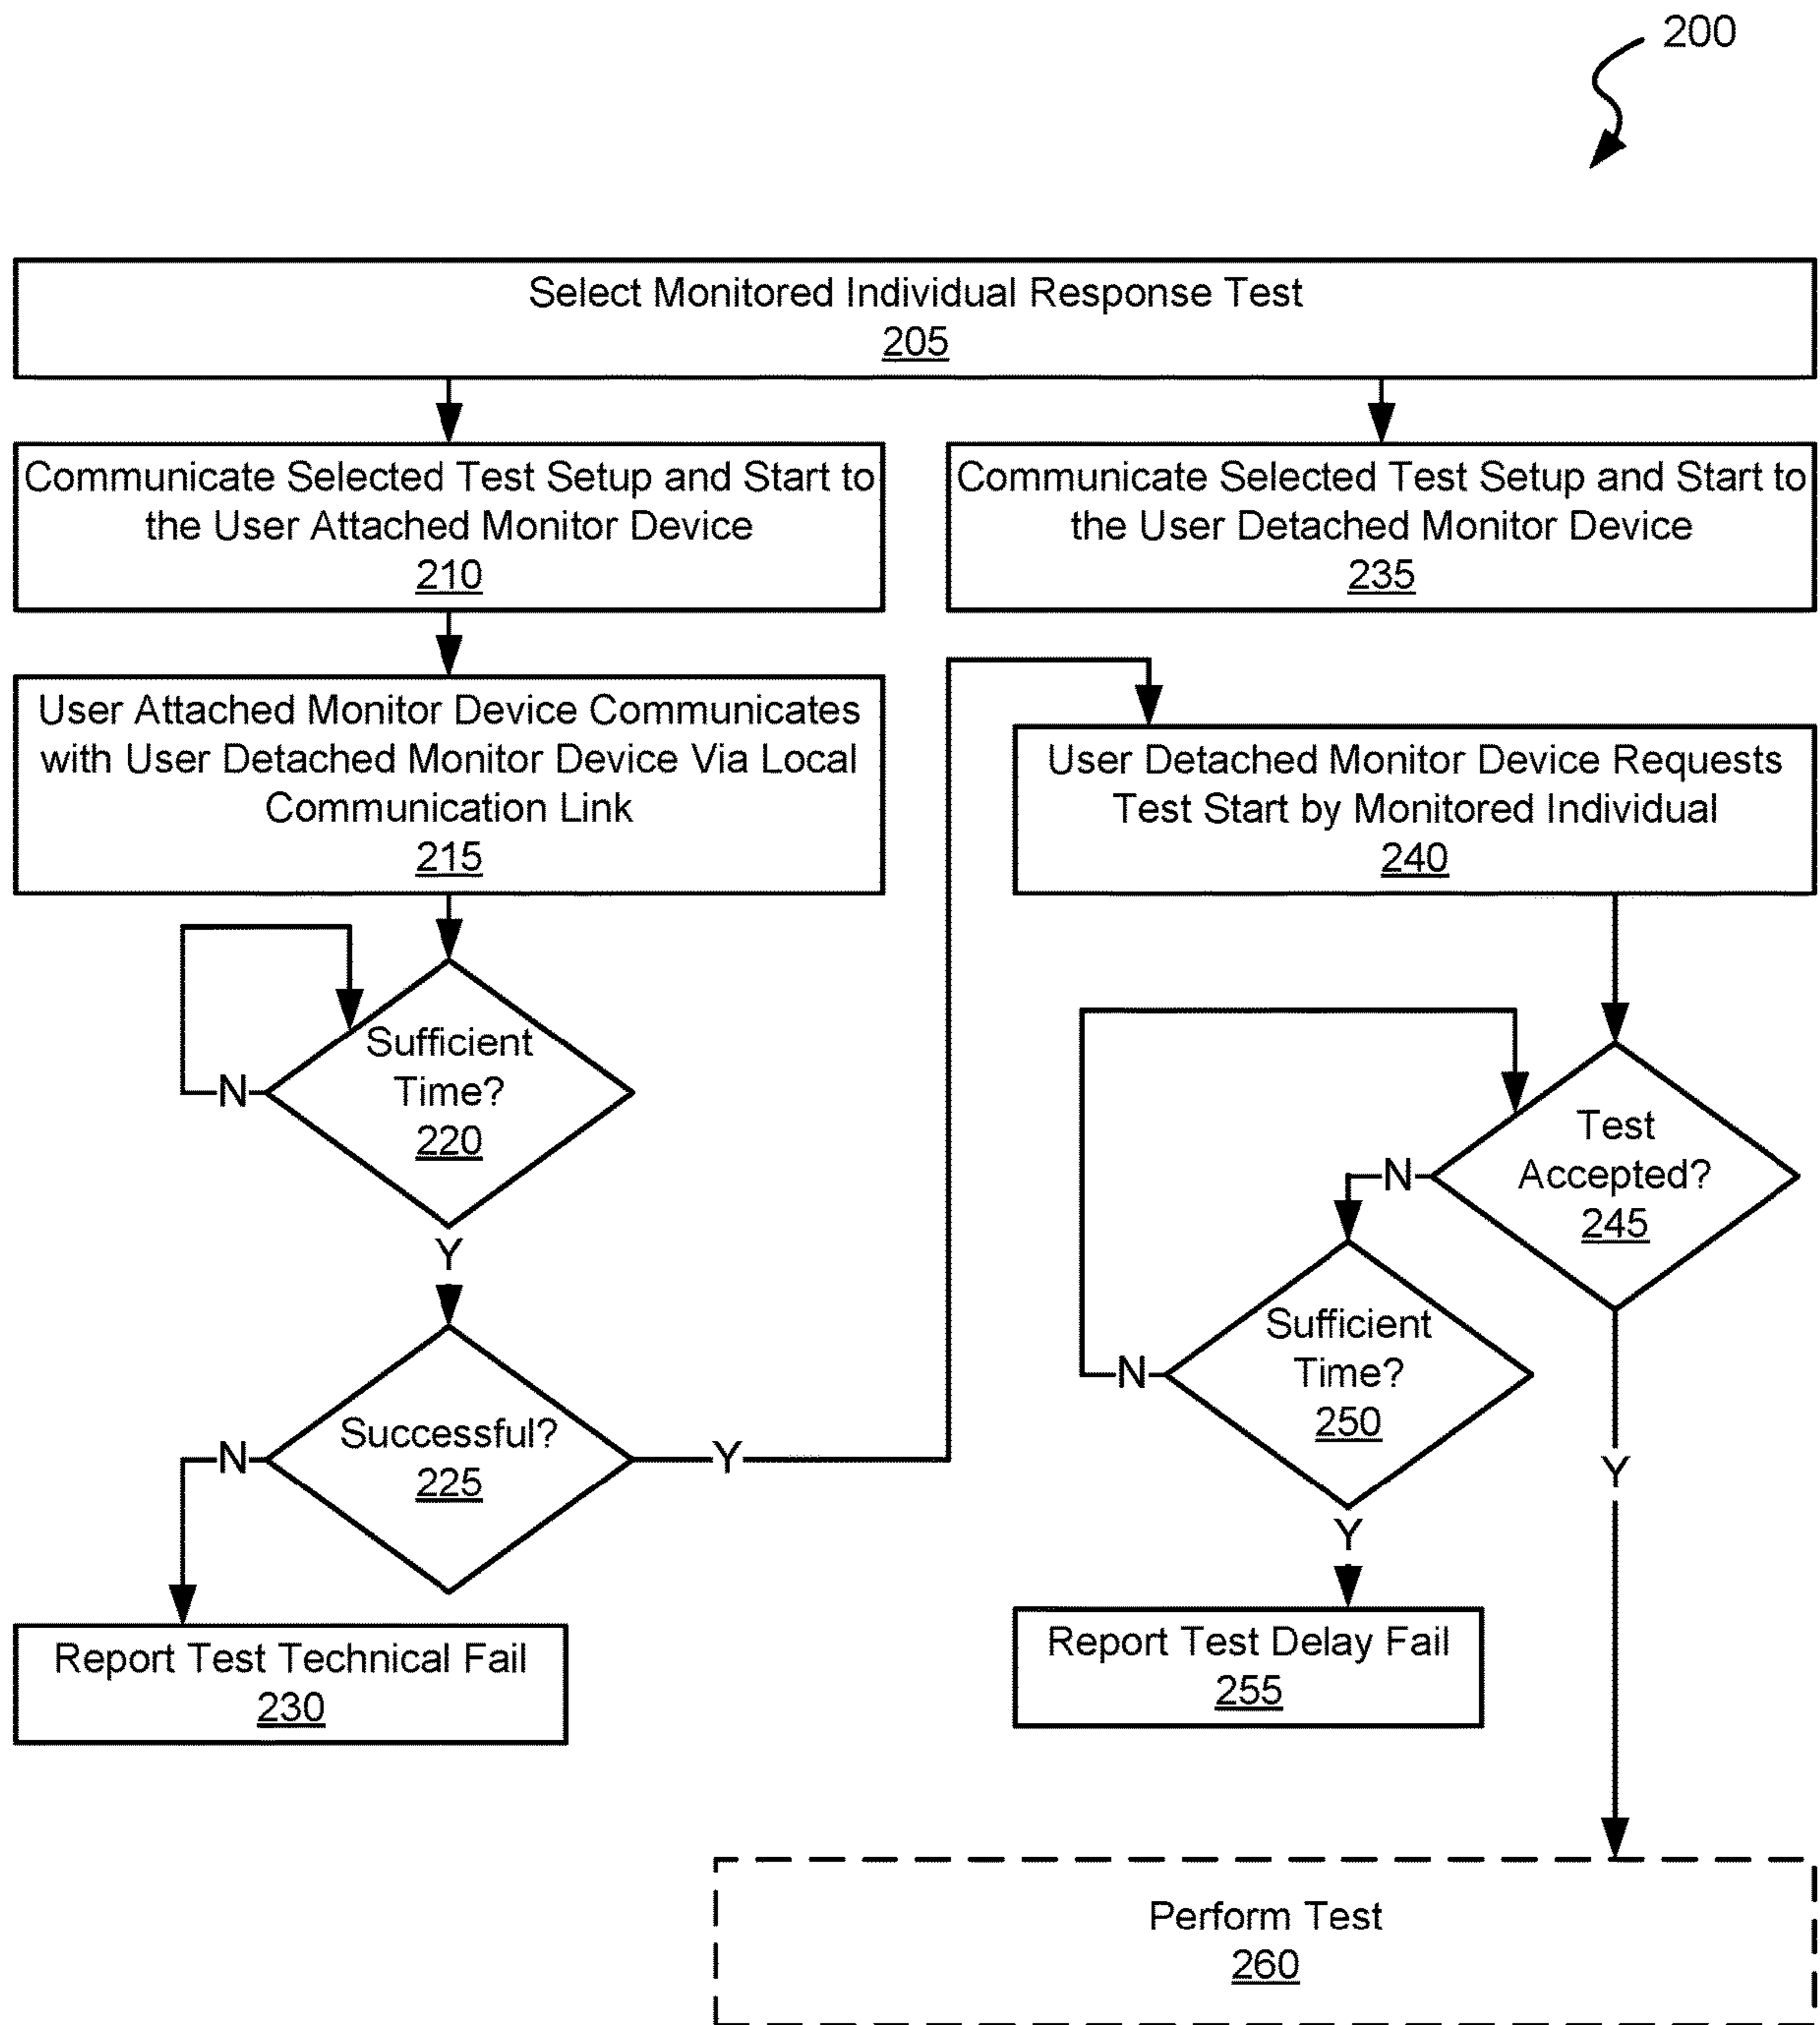 200
Select Monitored Individual Response Test
205
Communicate Selected Test Setup and Start to
the User Attached Monitor Device
210
Communicate Selected Test Setup and Start to
the User Detached Monitor Device
235
User Attached Monitor Device Communicates
with User Detached Monitor Device Via Local
Communication Link
215
User Detached Monitor Device Requests
Test Start by Monitored Individual
240
Sufficient
Time?
220
N
Y
Test
Accepted?
245
N
Y
Sufficient
Time?
250
N
Y
Successful?
225
N
Y
Report Test Technical Fail
230
Report Test Delay Fail
255
Perform Test
260